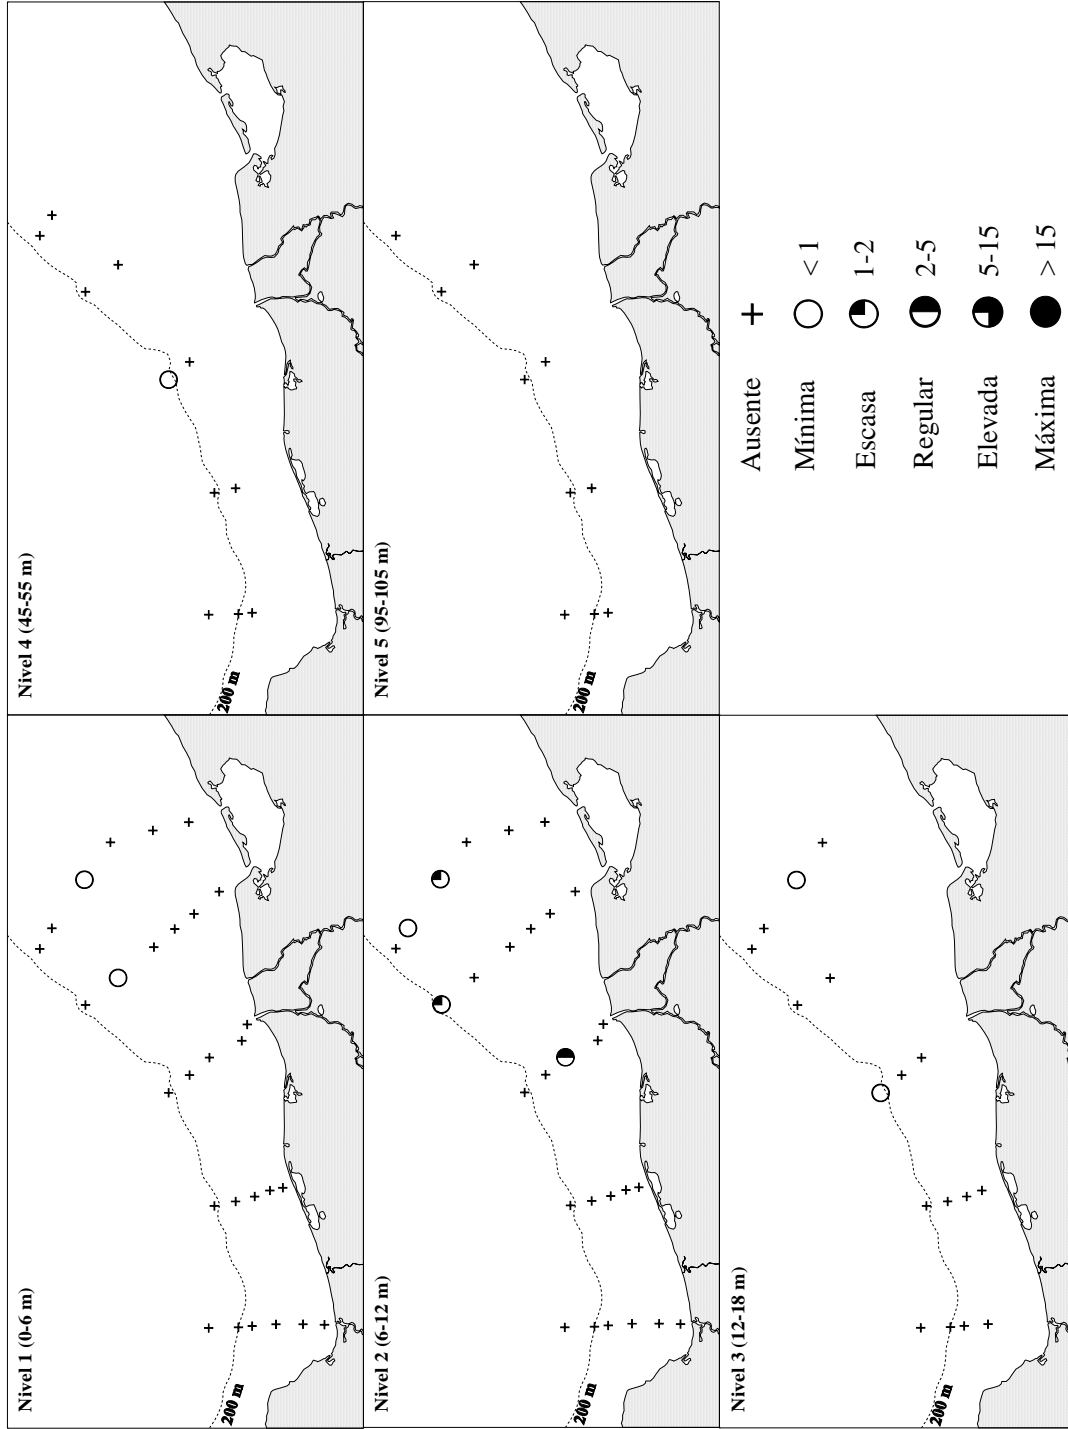 Nivel 4 (45-55 m)
200 m
Nivel 5 (95-105 m)
200 m
Nivel 1 (0-6 m)
200 m
Nivel 2 (6-12 m)
200 m
Nivel 3 (12-18 m)
200 m
Ausente +
Mínima < 1
Escasa 1-2
Regular 2-5
Elevada 5-15
Máxima > 15